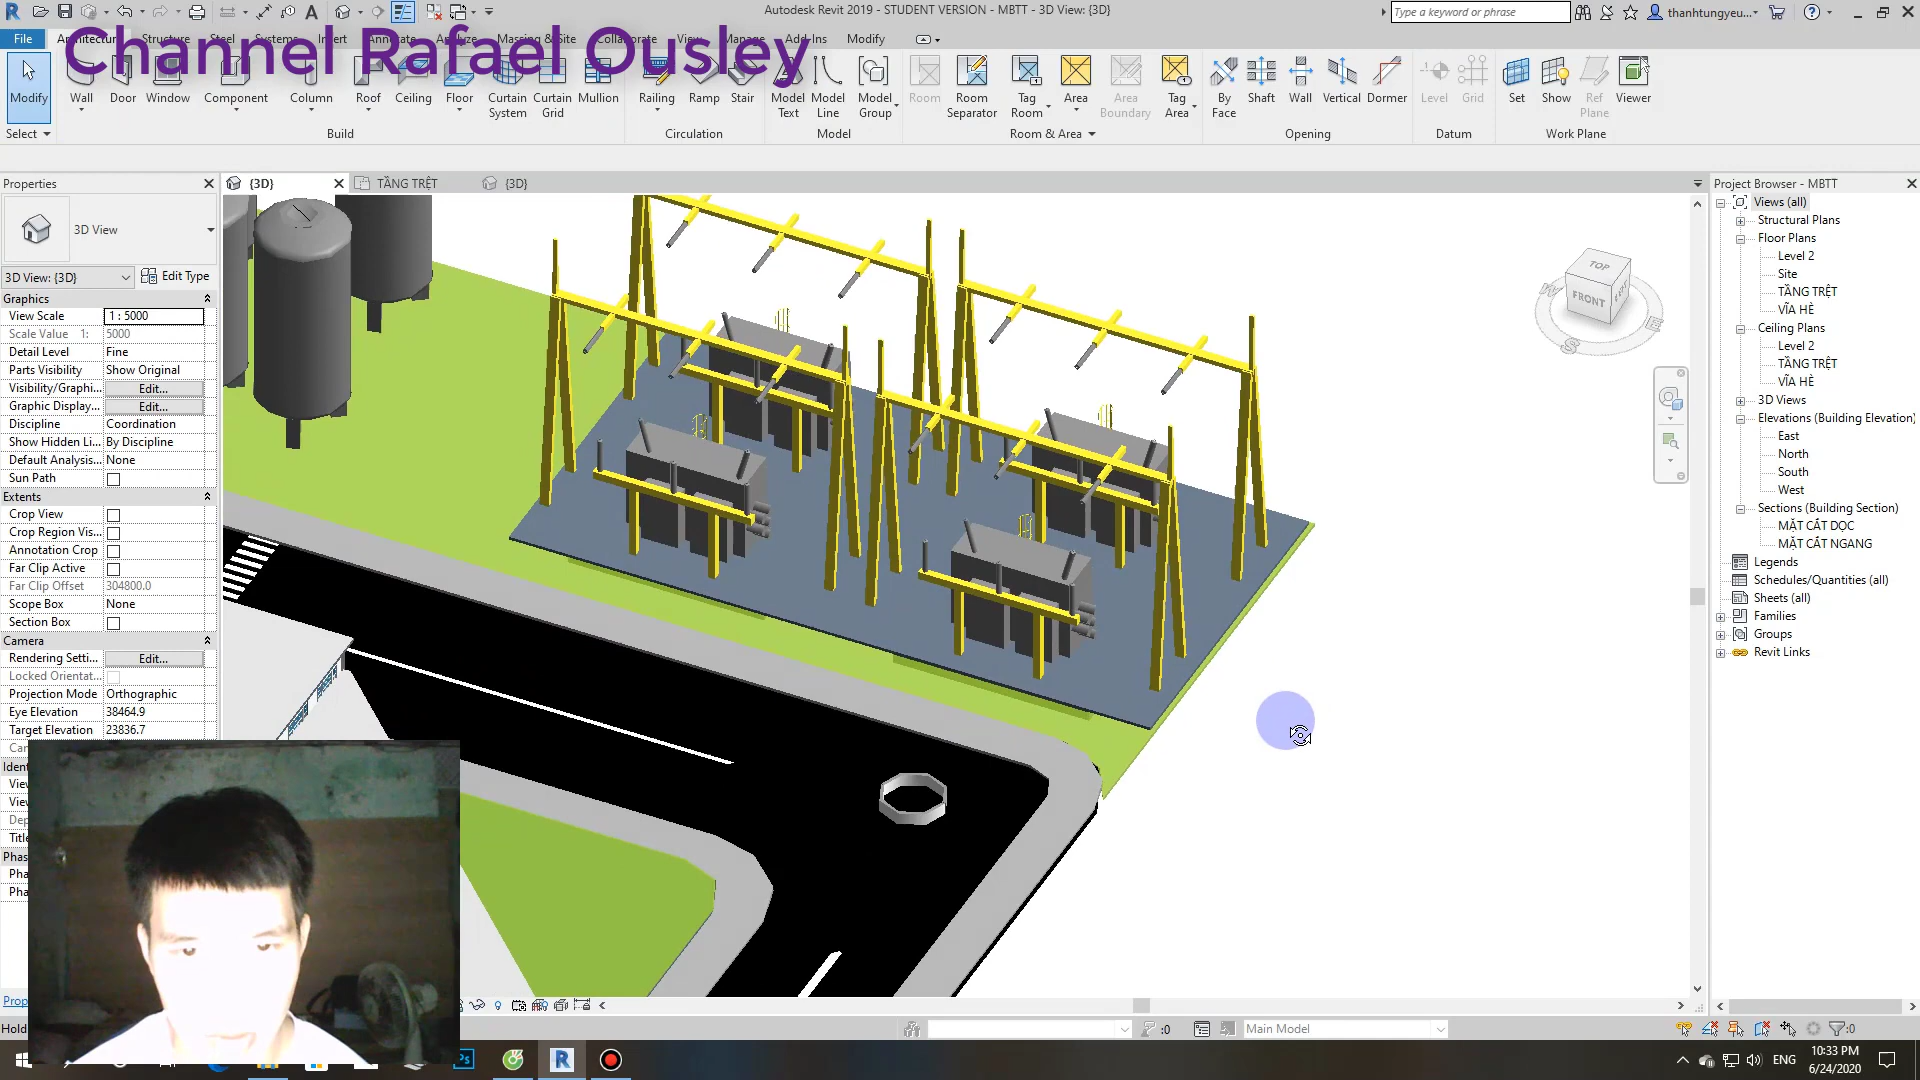 Autodesk Revit 2019 - STUDENT VERSION - MBTT - 3D View: {3D}
Type a keyword or phrase
thanhtungyeu...
Channel Rafael Ousley
File
Structure
Steel
Systems
Insert
Annotate
Analyze
Massing & Site
Collaborate
View
Manage
Add-Ins
Modify
Modify
Wall
Door
Window
Component
Column
Roof
Ceiling
Floor
Curtain System
Curtain Grid
Mullion
Railing
Ramp
Stair
Model Text
Model Line
Model Group
Room
Room Separator
Tag Room
Area
Area Boundary
Tag Area
By Face
Shaft
Wall
Vertical
Dormer
Level
Grid
Set
Show
Ref Plane
Viewer
Select
Build
Circulation
Model
Room & Area
Opening
Datum
Work Plane
Properties
{3D}
TẦNG TRỆT
{3D}
Project Browser - MBTT
3D View
3D View: {3D}
Edit Type
Graphics
View Scale 1 : 5000
Scale Value 1: 5000
Detail Level Fine
Parts Visibility Show Original
Visibility/Graphi... Edit...
Graphic Display... Edit...
Discipline Coordination
Show Hidden Li... By Discipline
Default Analysis... None
Sun Path
Extents
Crop View
Crop Region Vis...
Annotation Crop
Far Clip Active
Far Clip Offset 304800.0
Scope Box None
Section Box
Camera
Rendering Setti... Edit...
Locked Orientat...
Projection Mode Orthographic
Eye Elevation 38464.9
Target Elevation 23836.7
TOP
FRONT
W
S
E
Views (all)
Structural Plans
Floor Plans
Level 2
Site
TẦNG TRỆT
VĨA HÈ
Ceiling Plans
Level 2
TẦNG TRỆT
VĨA HÈ
3D Views
Elevations (Building Elevation)
East
North
South
West
Sections (Building Section)
MẶT CẮT DỌC
MẶT CẮT NGANG
Legends
Schedules/Quantities (all)
Sheets (all)
Families
Groups
Revit Links
:0
Main Model
:0
ENG
10:33 PM
6/24/2020